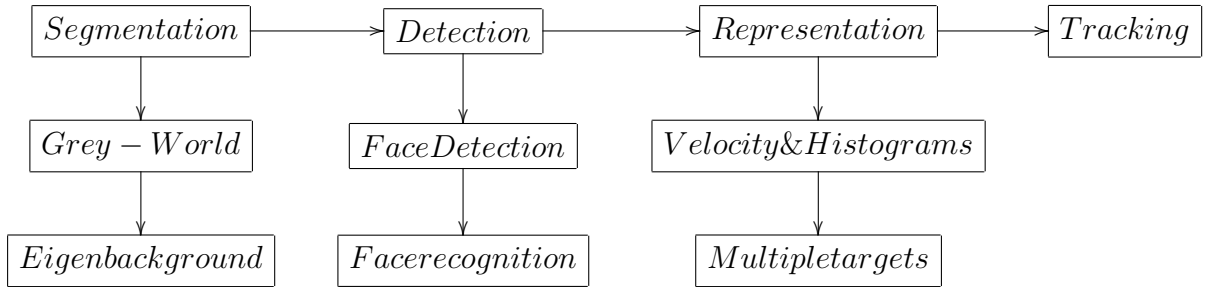 Segmentation
Detection
Representation
Tracking
Grey − World
FaceDetection
Velocity&Histograms
Eigenbackground
Facerecognition
Multipletargets